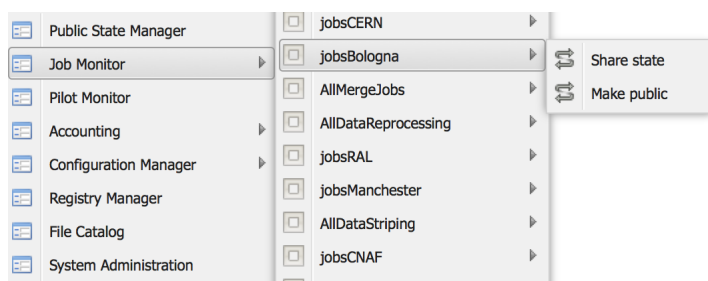 Public State Manager
Job Monitor
Pilot Monitor
Accounting
Configuration Manager
Registry Manager
File Catalog
System Administration
jobsCERN
jobsBologna
AllMergeJobs
AllDataReprocessing
jobsRAL
jobsManchester
AllDataStriping
jobsCNAF
Share state
Make public